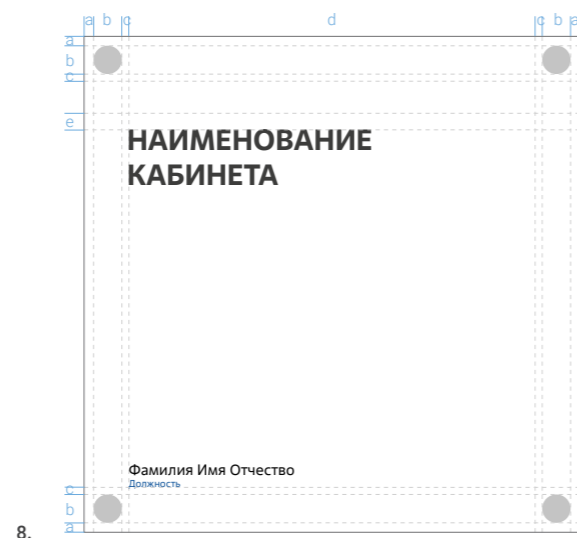 a b c d c b a
a
b
c
e
НАИМЕНОВАНИЕ
КАБИНЕТА
Фамилия Имя Отчество
Должность
c
b
a
8.